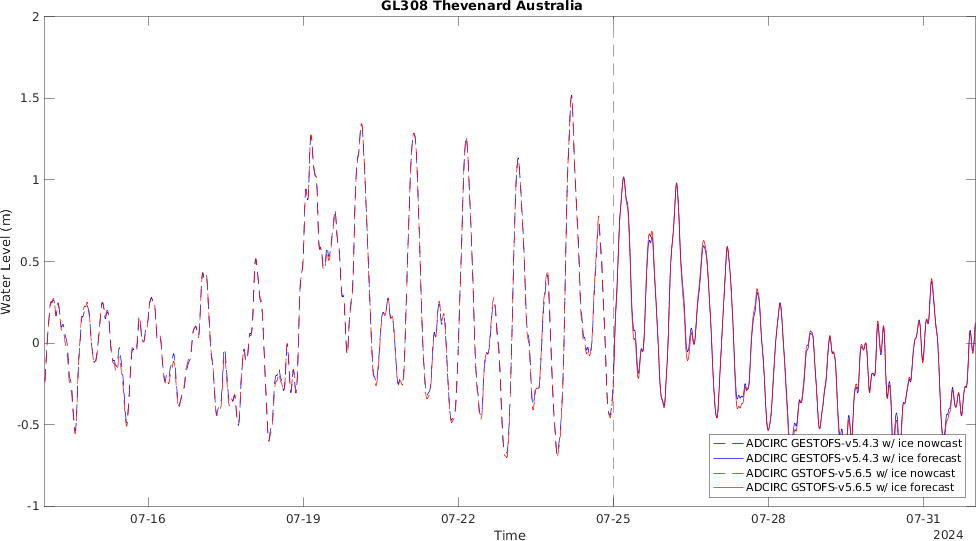 GL308 Thevenard Australia
2
1.5
1
0.5
0
-0.5
-1
Water Level (m)
07-16
07-19
07-22
07-25
07-28
07-31
Time
2024
ADCIRC GESTOFS-v5.4.3 w/ ice nowcast
ADCIRC GESTOFS-v5.4.3 w/ ice forecast
ADCIRC GSTOFS-v5.6.5 w/ ice nowcast
ADCIRC GSTOFS-v5.6.5 w/ ice forecast